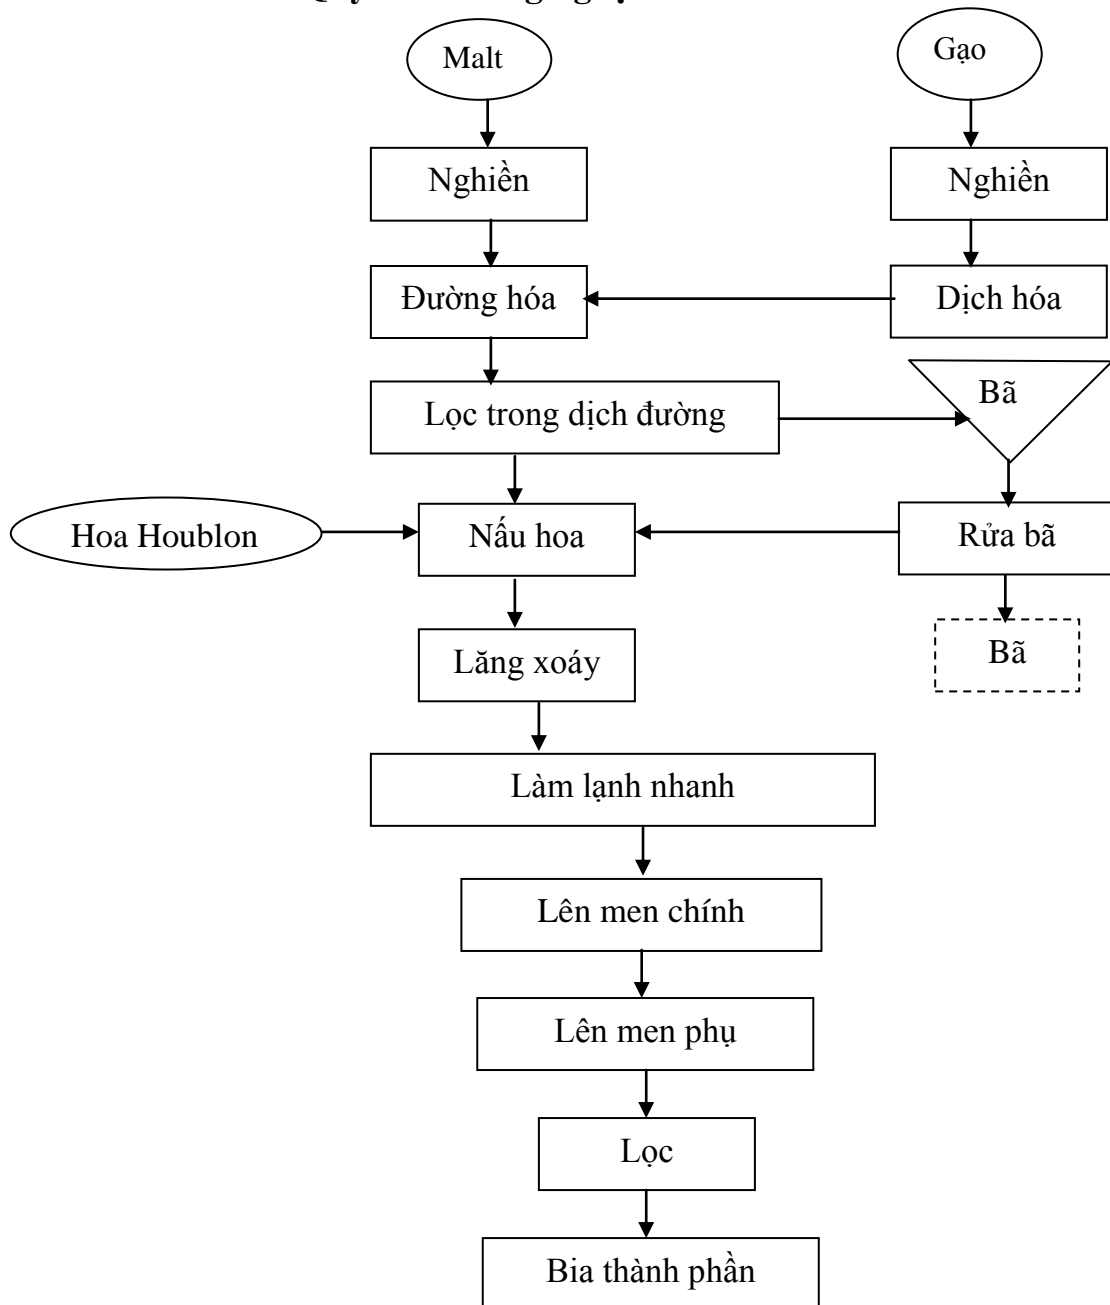 Malt
Gạo
Nghiền
Nghiền
Đường hóa
Dịch hóa
Lọc trong dịch đường
Bã
Hoa Houblon
Nấu hoa
Rửa bã
Lăng xoáy
Bã
Làm lạnh nhanh
Lên men chính
Lên men phụ
Lọc
Bia thành phần